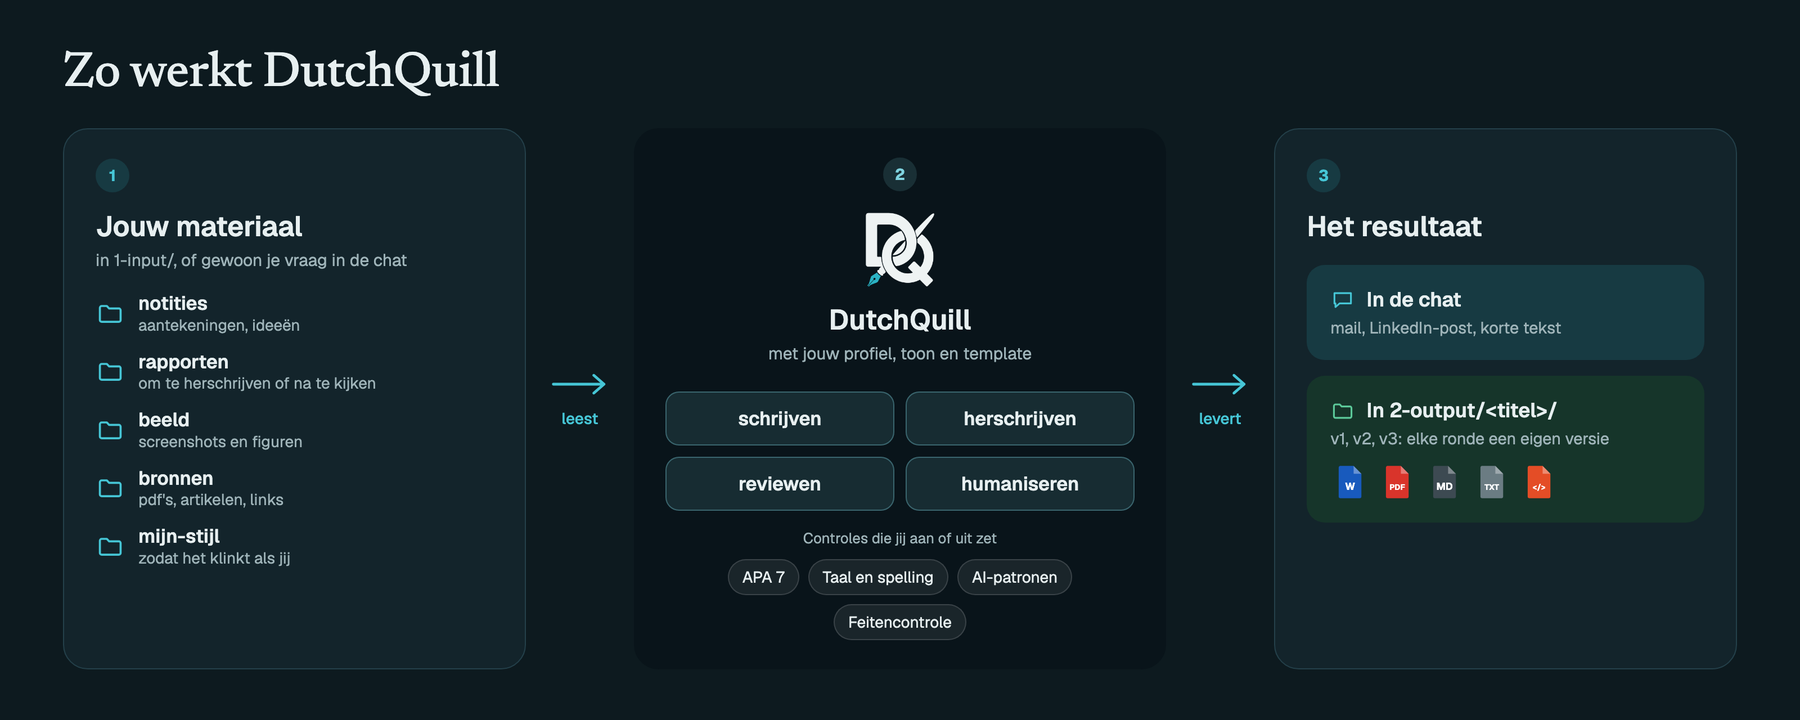 Zo werkt DutchQuill
1
Jouw materiaal
in 1-input/, of gewoon je vraag in de chat
notities
aantekeningen, ideeën
rapporten
om te herschrijven of na te kijken
beeld
screenshots en figuren
bronnen
pdf's, artikelen, links
mijn-stijl
zodat het klinkt als jij
leest
2
DQ
DutchQuill
met jouw profiel, toon en template
schrijven
herschrijven
reviewen
humaniseren
Controles die jij aan of uit zet
APA 7
Taal en spelling
AI-patronen
Feitencontrole
levert
3
Het resultaat
In de chat
mail, LinkedIn-post, korte tekst
In 2-output/<titel>/
v1, v2, v3: elke ronde een eigen versie
W
PDF
MD
TXT
</>